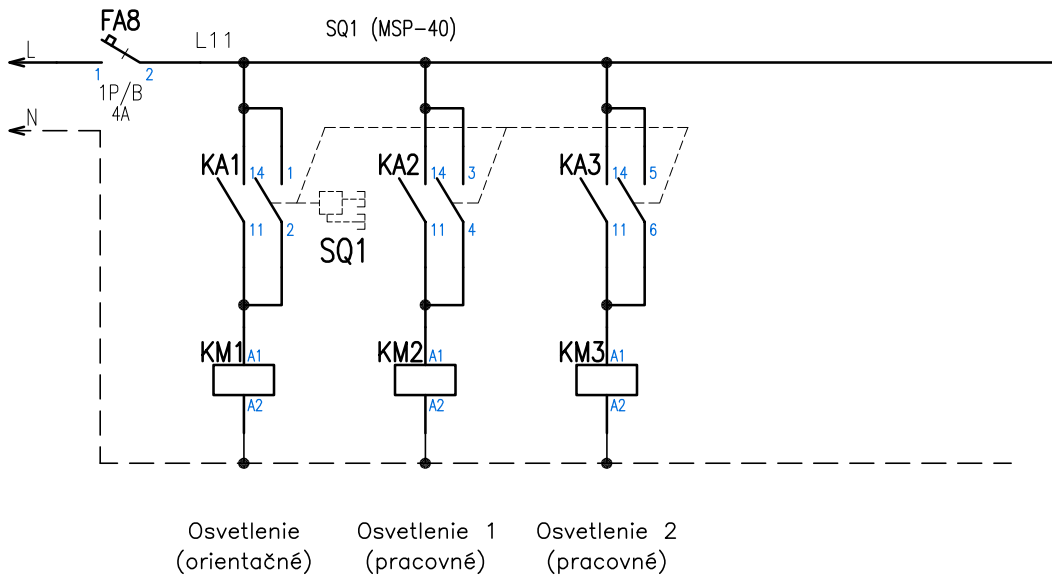 FA8
SQ1 (MSP-40)
L
L11
1 2
1P/B
4A
N
KA1 14 1
KA2 14 3
KA3 14 5
11 2
11 4
11 6
SQ1
KM1 A1
KM2 A1
KM3 A1
A2
A2
A2
Osvetlenie
(orientačné)
Osvetlenie 1
(pracovné)
Osvetlenie 2
(pracovné)